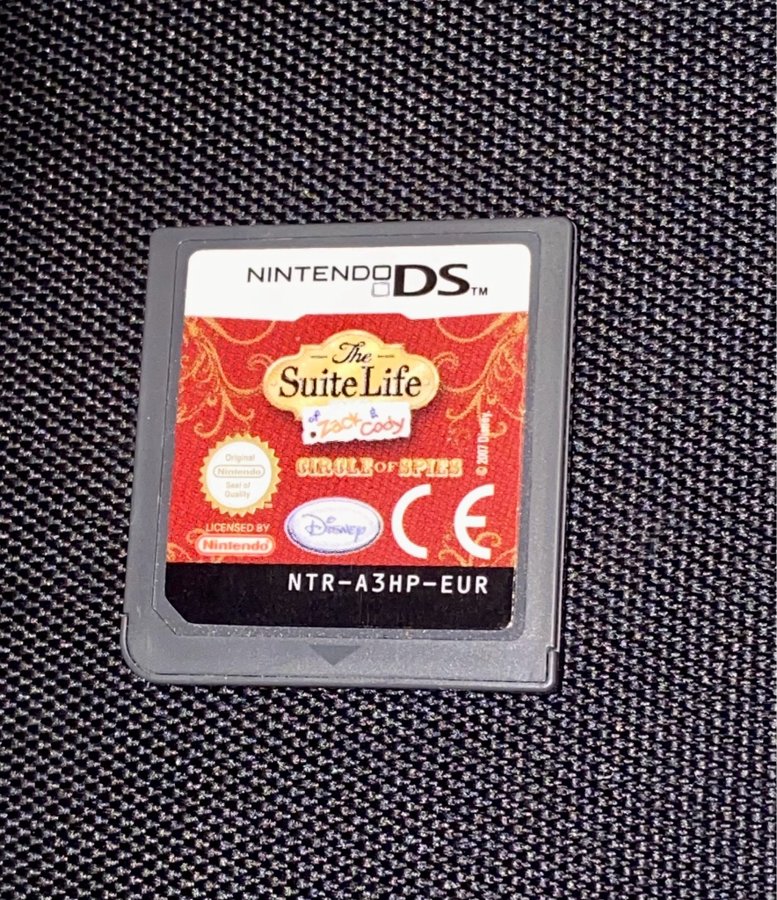 NINTENDO DS™
The
Suite Life
of Zack & Cody
CIRCLE OF SPIES
© 2007 Disney.
Original
Nintendo
Seal of
Quality
LICENSED BY
Nintendo
Disney
CE
NTR-A3HP-EUR